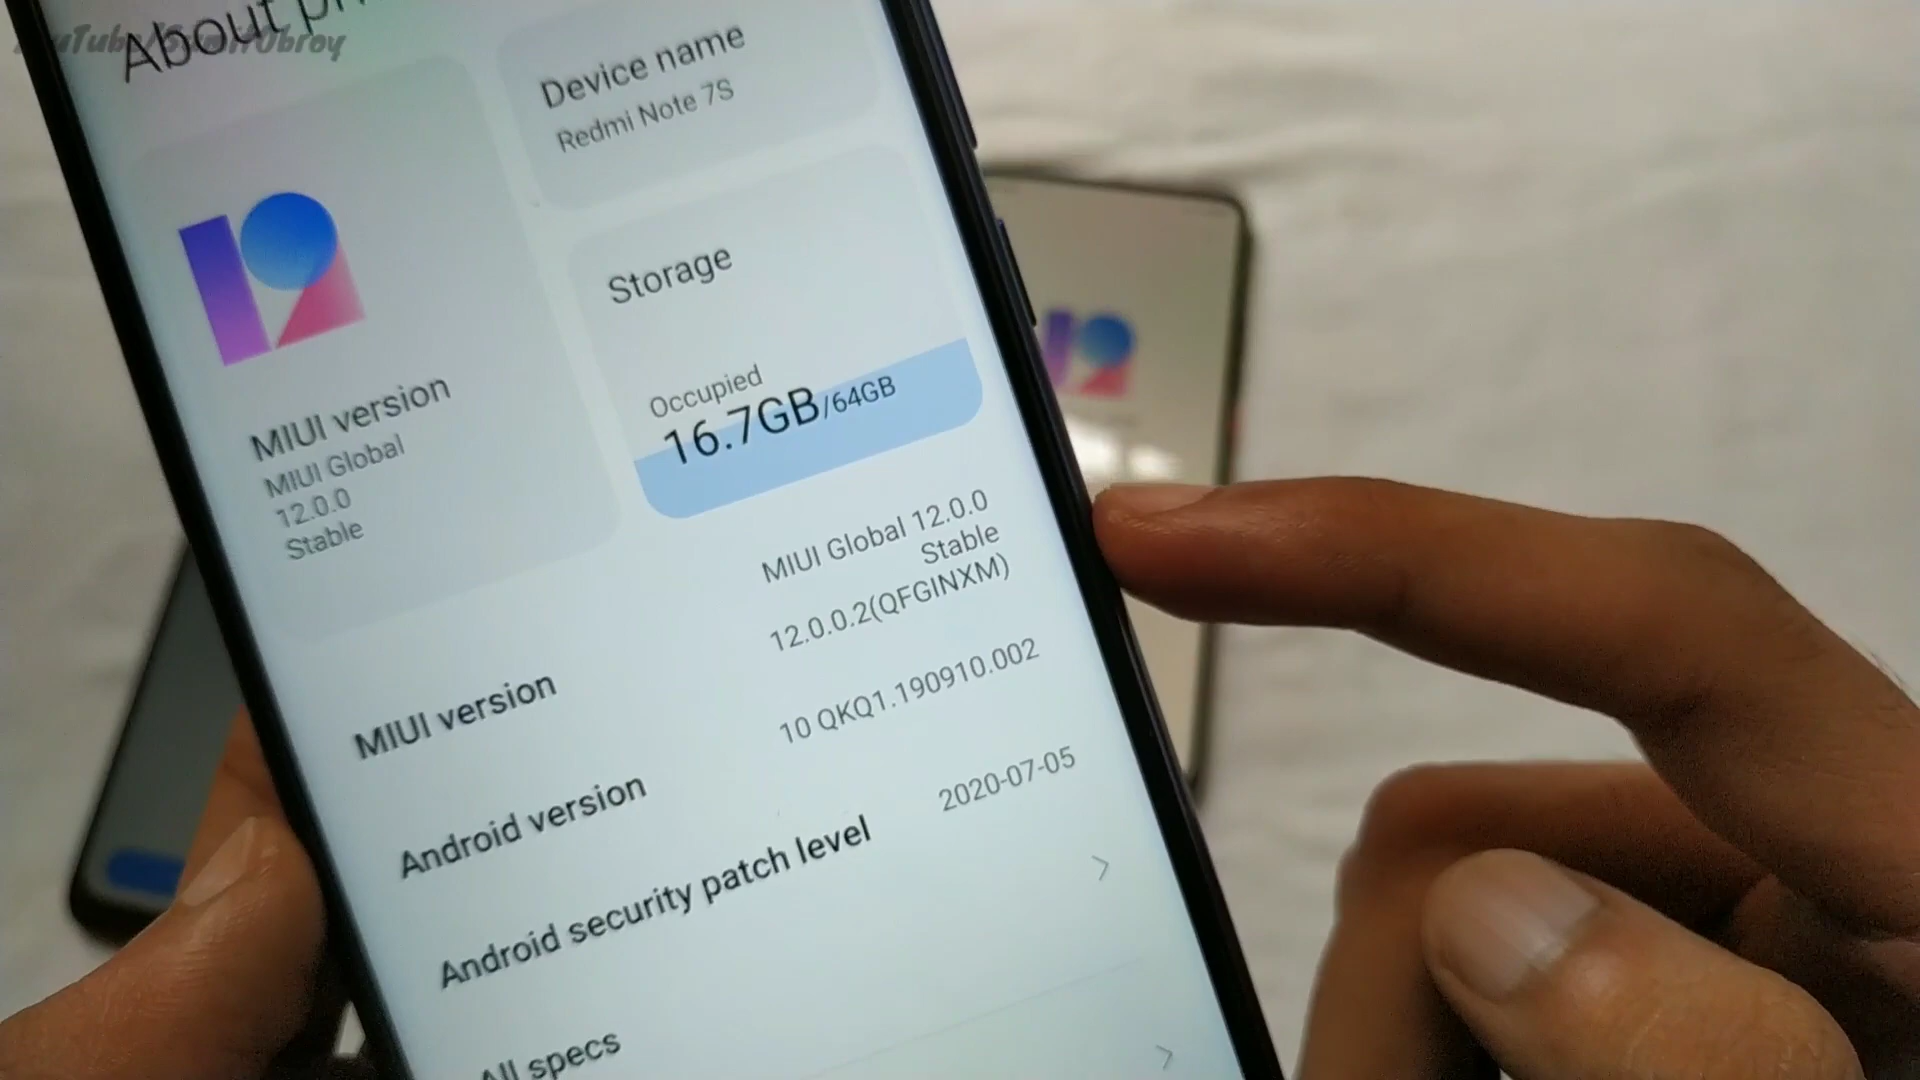 About
Device name
Redmi Note 7S
Storage
Occupied
16.7GB/64GB
MIUI version
MIUI Global
12.0.0
Stable
MIUI version
MIUI Global 12.0.0
Stable
12.0.0.2(QFGINXM)
Android version
10 QKQ1.190910.002
Android security patch level
2020-07-05
All specs